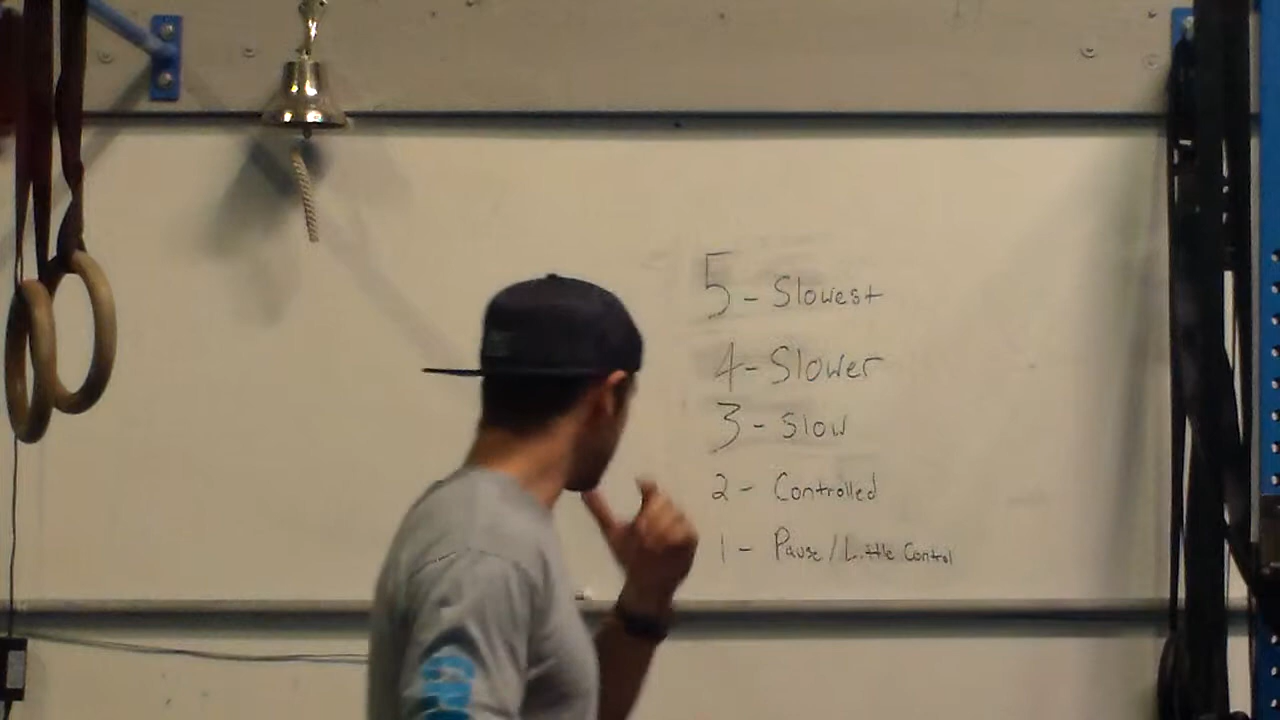 5 - Slowest
4 - Slower
3 - Slow
2 - Controlled
1 - Pause / Little Control